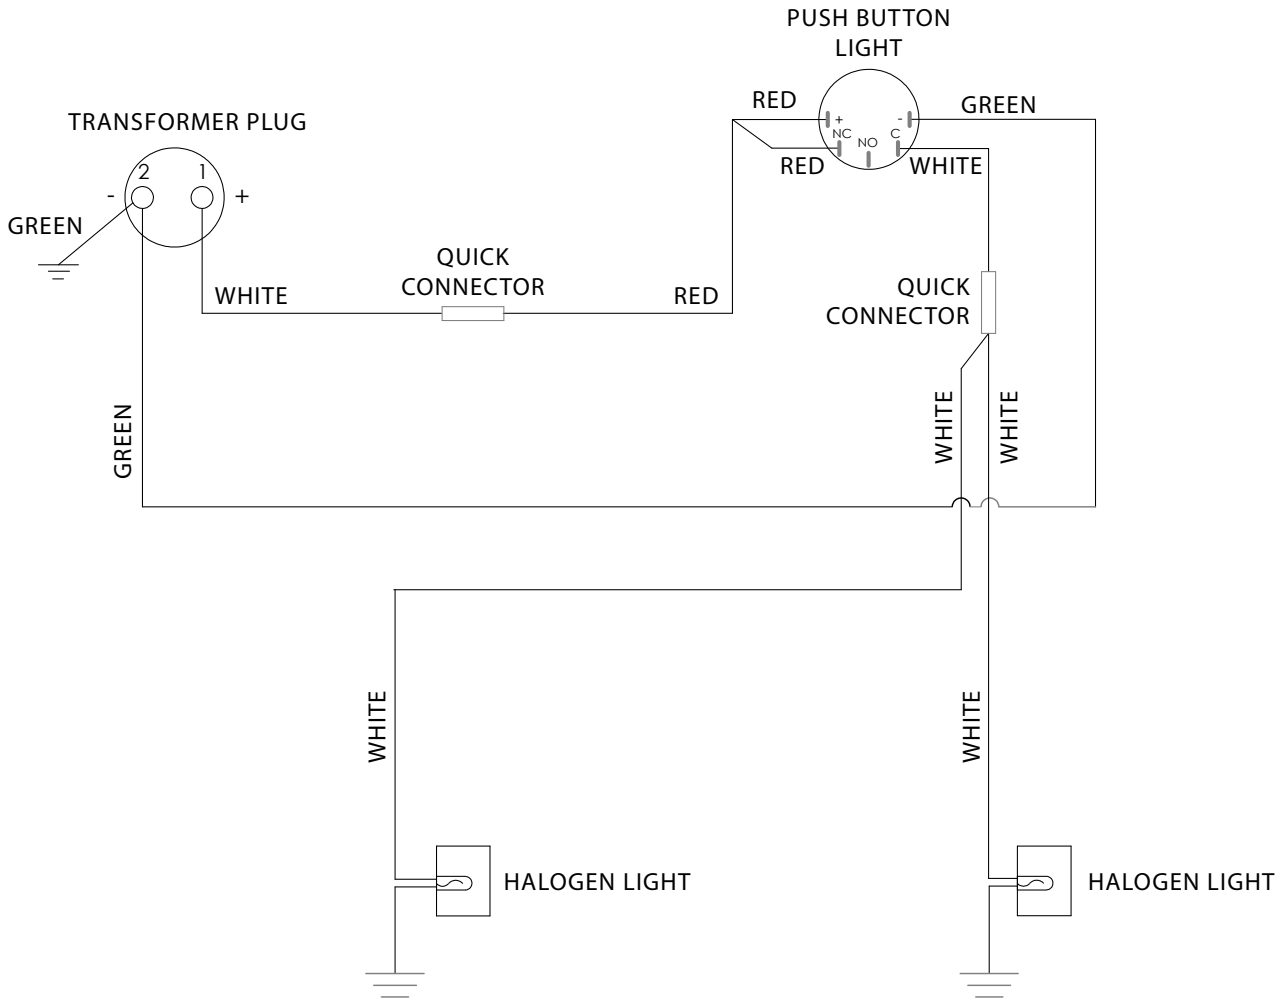 PUSH BUTTON
LIGHT
RED
GREEN
TRANSFORMER PLUG
+
-
NC
NO
C
RED
WHITE
2
1
-
+
GREEN
QUICK
CONNECTOR
WHITE
RED
QUICK
CONNECTOR
GREEN
WHITE
WHITE
WHITE
WHITE
HALOGEN LIGHT
HALOGEN LIGHT